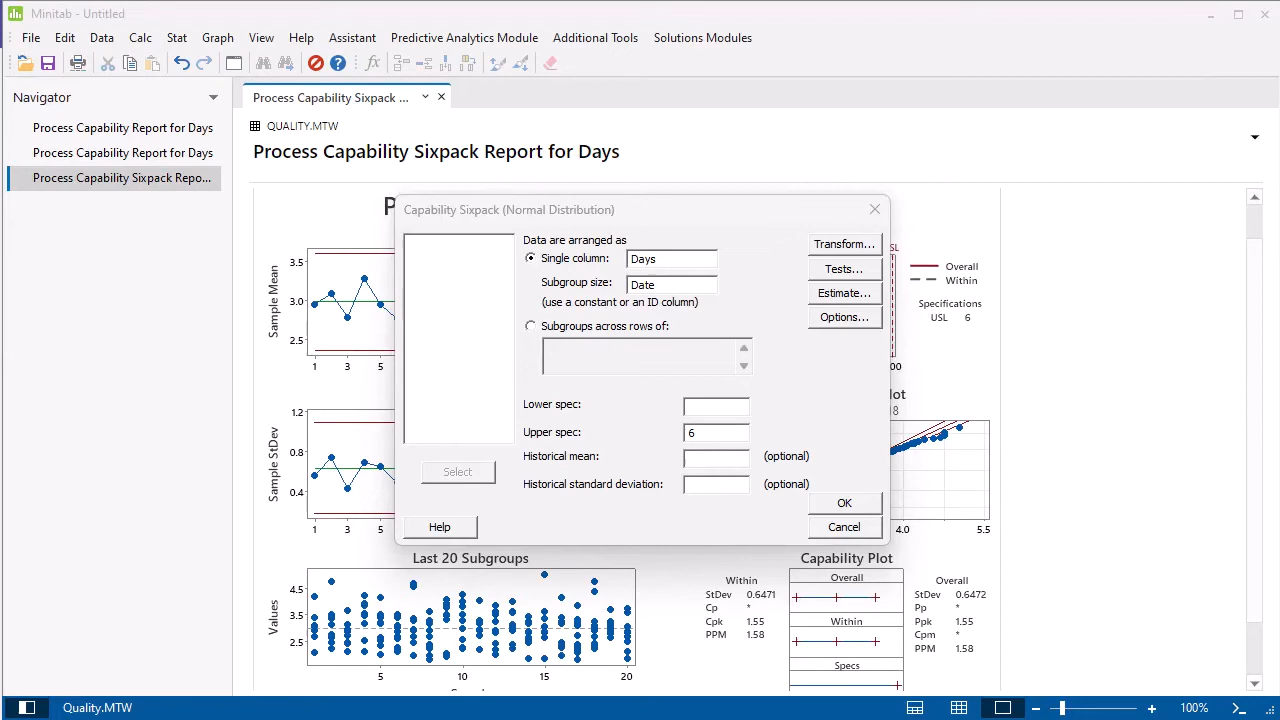 Minitab - Untitled
File Edit Data Calc Stat Graph View Help Assistant Predictive Analytics Module Additional Tools Solutions Modules
Navigator
Process Capability Report for Days
Process Capability Report for Days
Process Capability Sixpack Repo...
Process Capability Sixpack ...
QUALITY.MTW
Process Capability Sixpack Report for Days
P
Sample Mean
3.5
3.0
2.5
1 3 5
Sample StDev
1.2
0.8
0.4
1 3 5
Capability Sixpack (Normal Distribution)
Data are arranged as
Single column: Days
Subgroup size: Date
(use a constant or an ID column)
Subgroups across rows of:
Lower spec:
Upper spec: 6
Historical mean: (optional)
Historical standard deviation: (optional)
Select
Help
Transform...
Tests...
Estimate...
Options...
OK
Cancel
SL
Overall
Within
Specifications
USL 6
00
lot
8
4.0 5.5
Last 20 Subgroups
Values
4.5
3.5
2.5
5 10 15 20
Capability Plot
Within
StDev 0.6471
Cp *
Cpk 1.55
PPM 1.58
Overall
Within
Specs
Overall
StDev 0.6472
Pp *
Ppk 1.55
Cpm *
PPM 1.58
Quality.MTW
100%